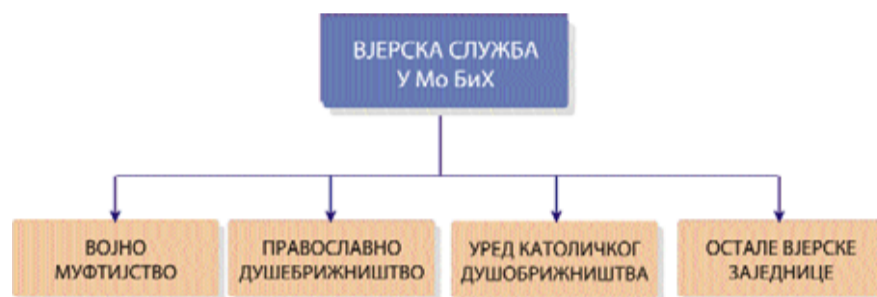 ВЈЕРСКА СЛУЖБА
У Мо БиХ
ВОЈНО
МУФТИЈСТВО
ПРАВОСЛАВНО
ДУШЕБРИЖНИШТВО
УРЕД КАТОЛИЧКОГ
ДУШОБРИЖНИШТВА
ОСТАЛЕ ВЈЕРСКЕ
ЗАЈЕДНИЦЕ